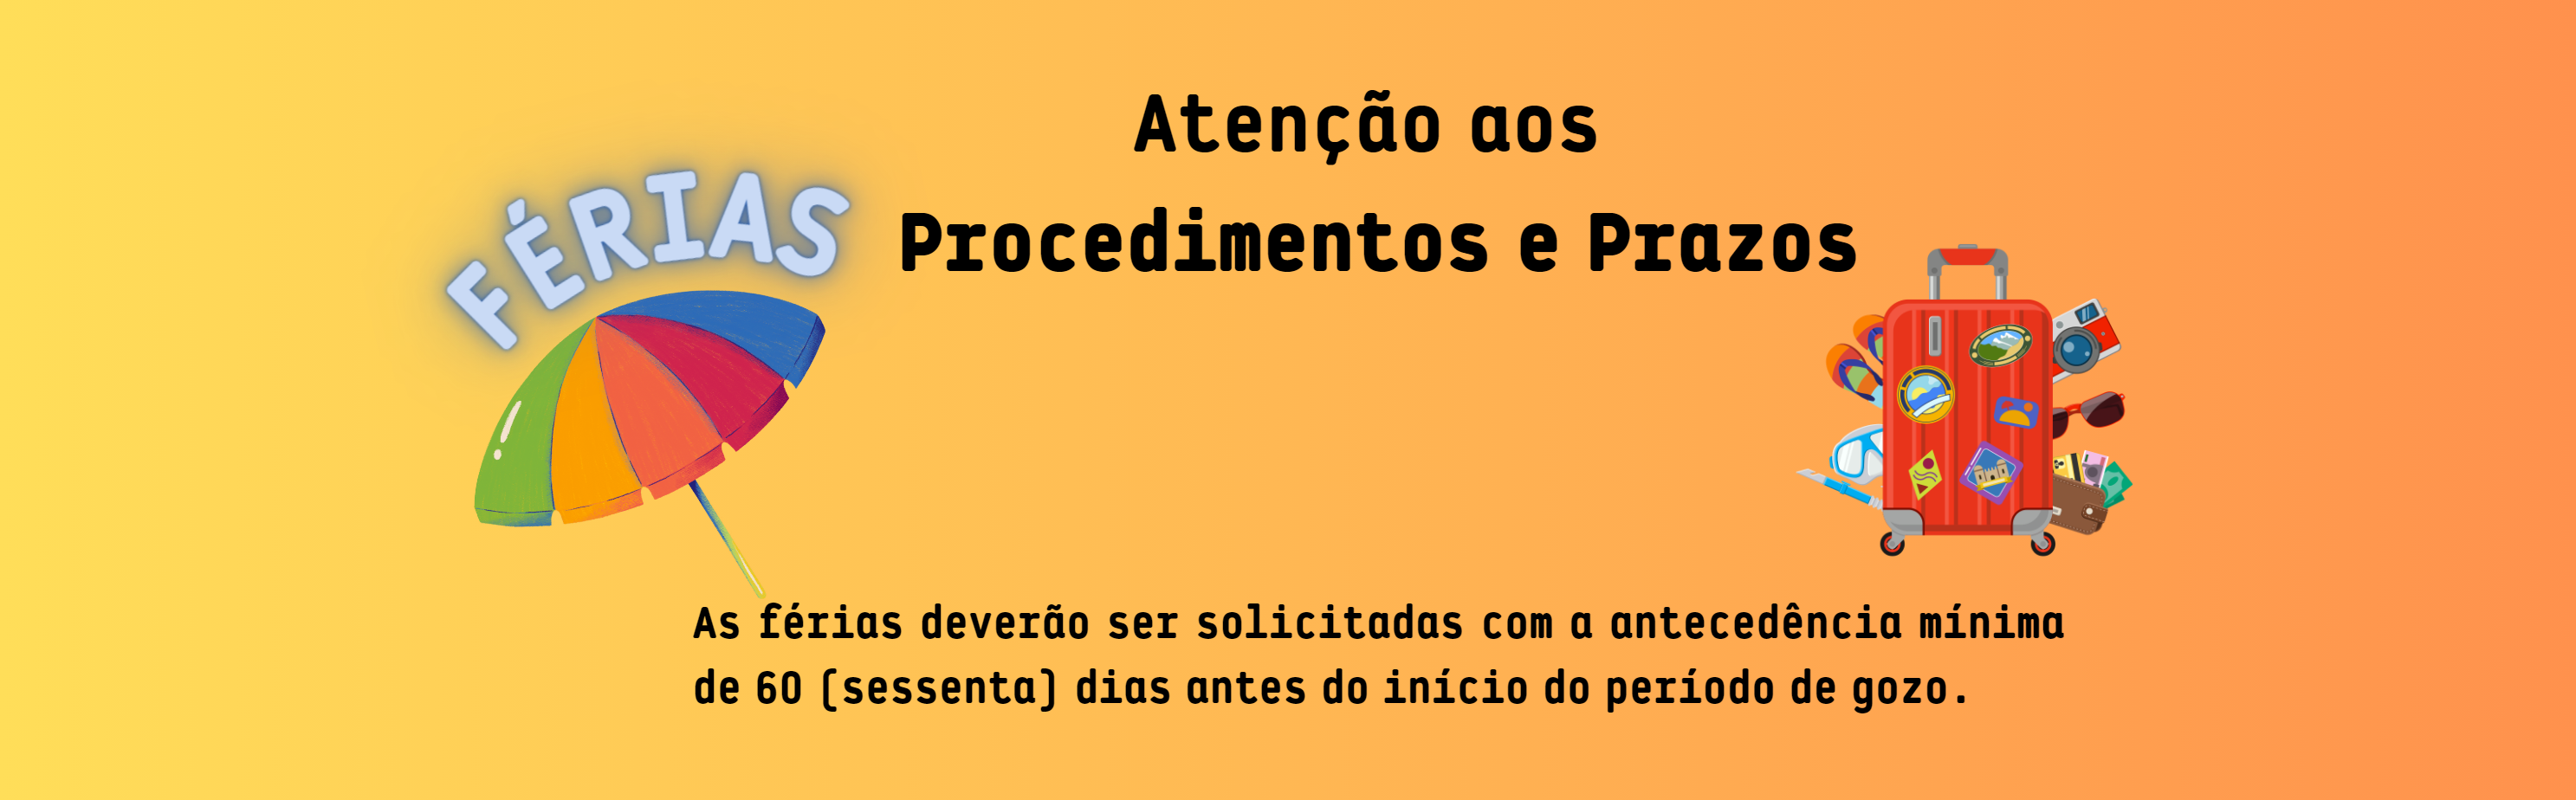 FÉRIAS
Atenção aos
Procedimentos e Prazos
As férias deverão ser solicitadas com a antecedência mínima
de 60 (sessenta) dias antes do início do período de gozo.